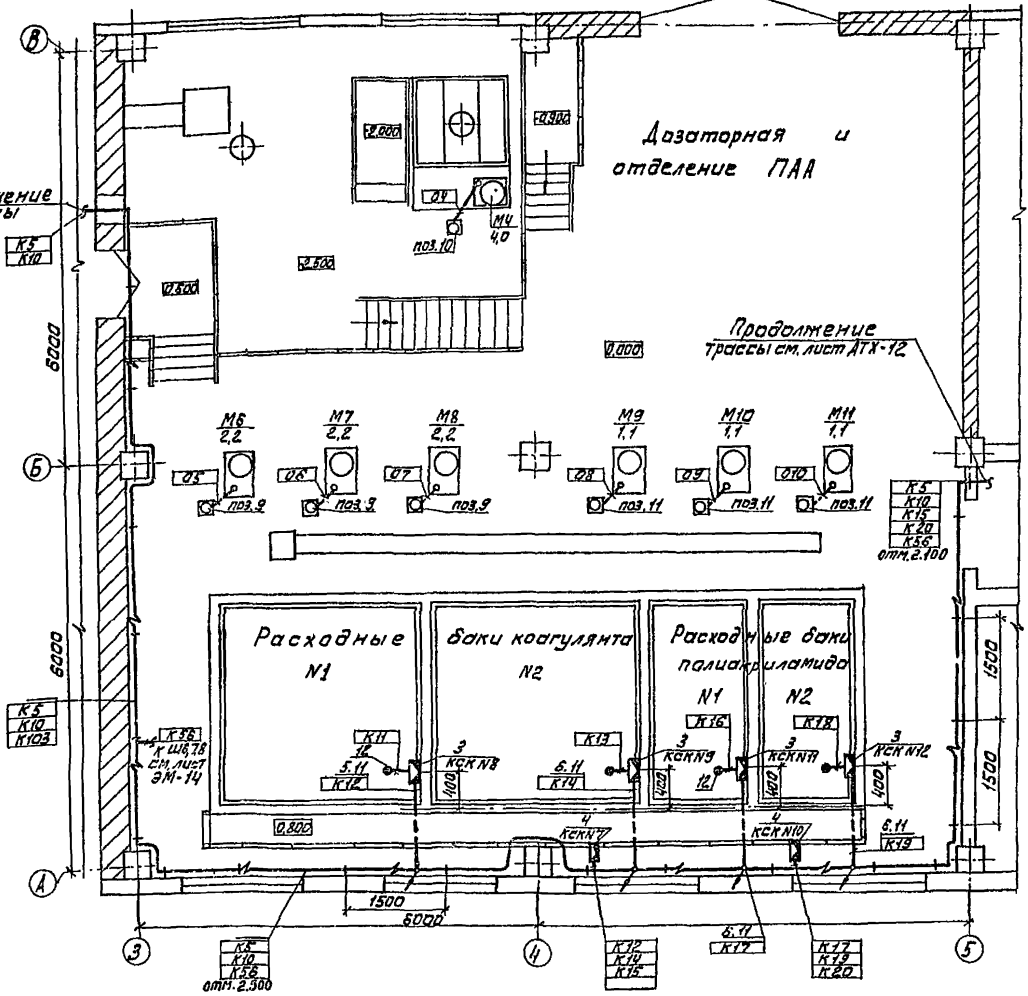 В
-2.000
-0.900
Дозаторная и
отделение ПАА
04
М4
4,0
поз.10
К5
К10
0.600
-2.500
6000
Продолжение
трассы см. лист АТХ-12
0.000
М6
2,2
М7
2,2
М8
2,2
М9
1,1
М10
1,1
М11
1,1
Б
05
06
07
08
09
010
поз.9
поз.9
поз.9
поз.11
поз.11
поз.11
К5
К10
К15
К20
К56
отм.2.100
6000
Расходные баки коагулянта
N1
N2
Расходные баки
полиакриламида
N1
N2
1500
1500
К5
К10
К103
К56
см. лист
ЭМ-14
К11
12
3
КСК N8
5.11
К12
400
К13
3
КСК N9
6.11
К14
400
К16
12
3
КСК N11
400
К18
3
КСК N12
400
0.800
4
КСК N7
4
КСК N10
6.11
К19
А
1500
6000
3
4
5
К5
К10
К56
отм. 2.900
К12
К14
К15
6.11
К17
К17
К19
К20